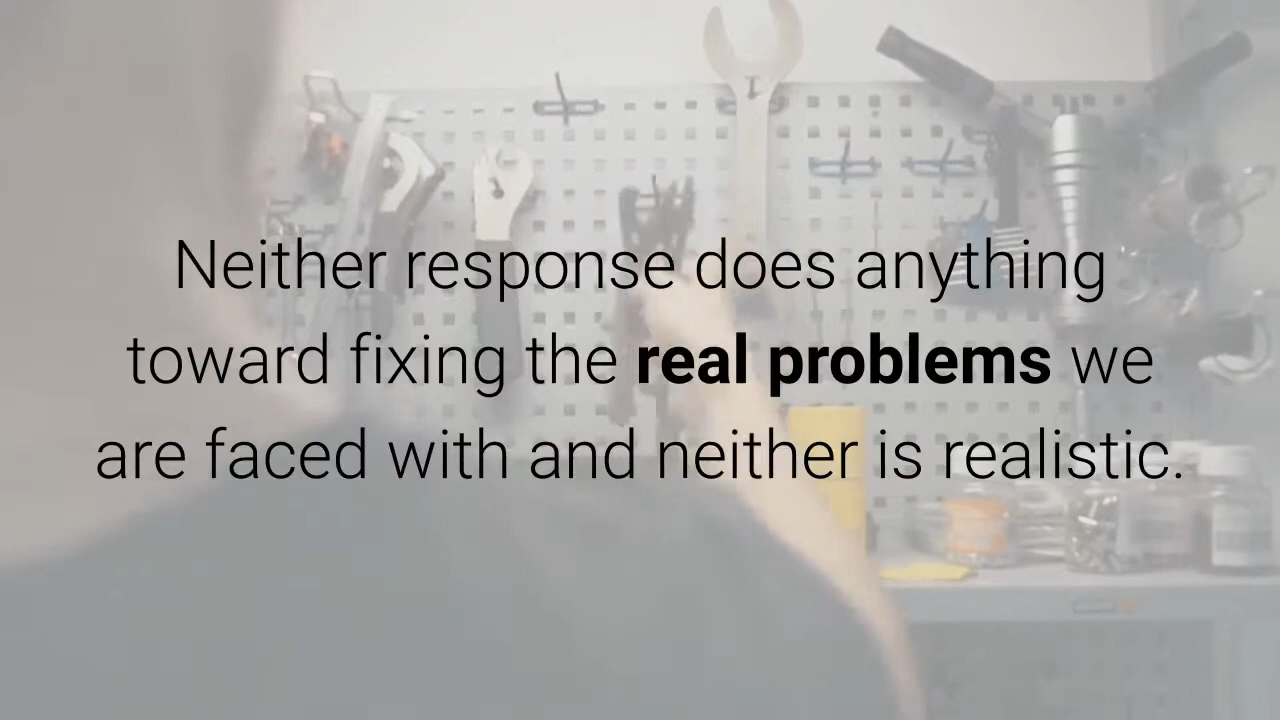 Neither response does anything
toward fixing the real problems we
are faced with and neither is realistic.